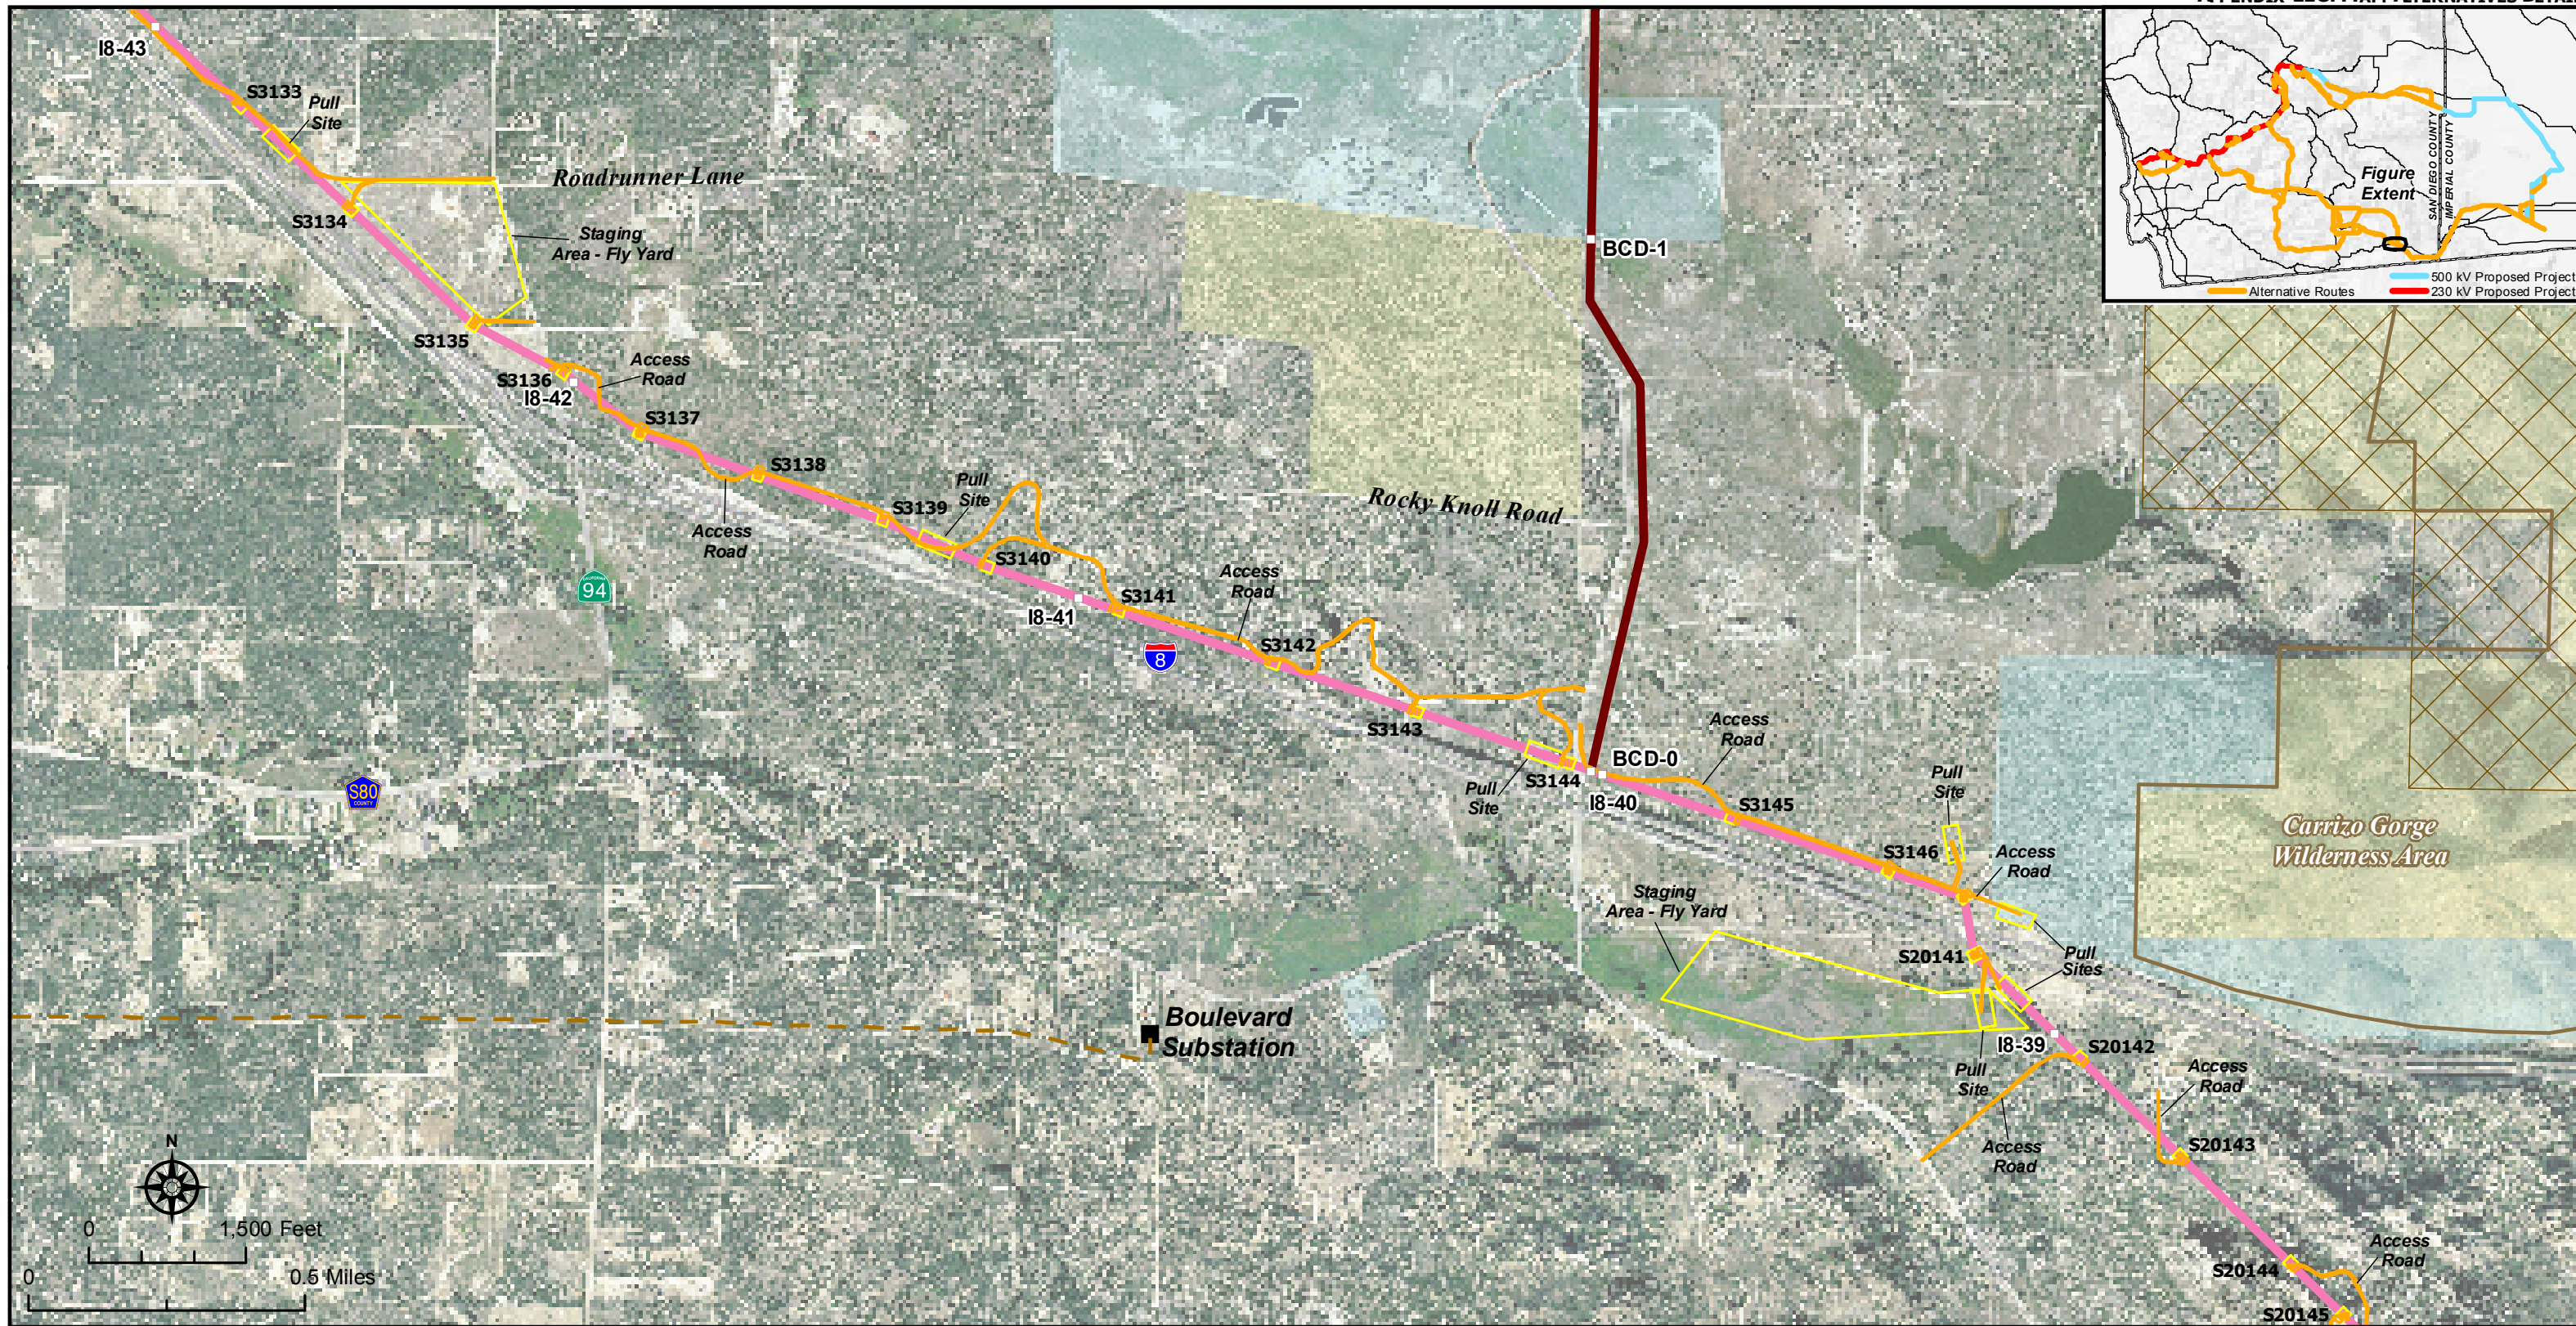 I8-43
S3133
Pull
Site
Roadrunner Lane
S3134
Staging
Area - Fly Yard
S3135
Access
Road
S3136
I8-42
S3137
S3138
Access
Road
S3139
Pull
Site
S3140
CALIFORNIA
94
I8-41
S3141
8
Access
Road
S3142
Rocky Knoll Road
BCD-1
S3143
Pull
Site
S3144
BCD-0
I8-40
Access
Road
S3145
S3146
Pull
Site
Access
Road
Carrizo Gorge
Wilderness Area
Staging
Area - Fly Yard
S20141
Pull
Sites
I8-39
Pull
Site
S20142
Access
Road
Access
Road
S20143
S20144
Access
Road
S20145
S80
COUNTY
Boulevard
Substation
N
0
1,500 Feet
0
0.5 Miles
Figure
Extent
SAN DIEGO COUNTY
IMPERIAL COUNTY
500 kV Proposed Project
Alternative Routes
230 kV Proposed Project